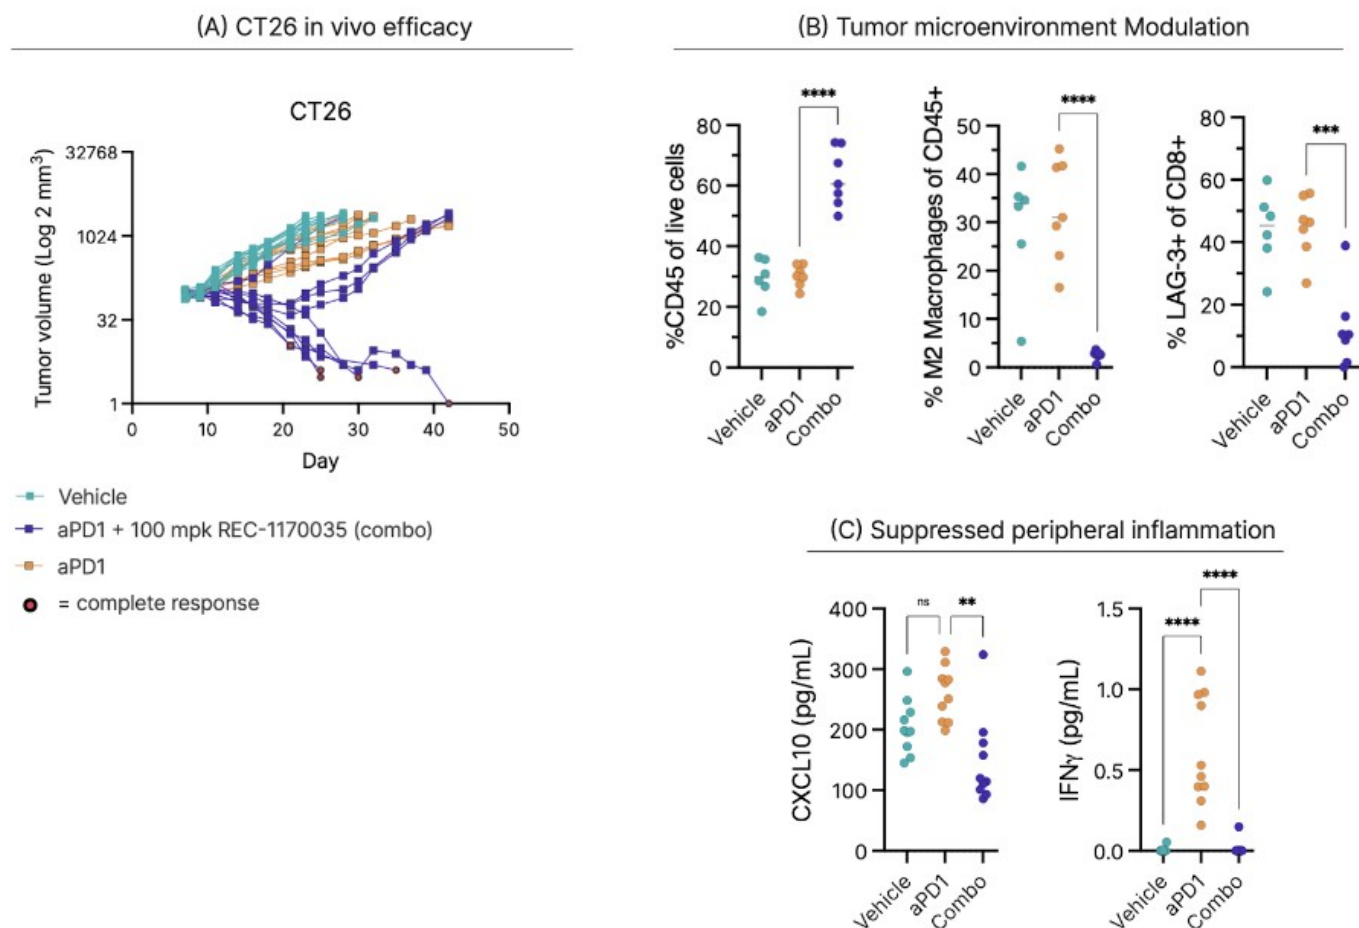 (A) CT26 in vivo efficacy
CT26
Tumor volume (Log 2 mm³)
32768
1024
32
1
0 10 20 30 40 50
Day
Vehicle
aPD1 + 100 mpk REC-1170035 (combo)
aPD1
= complete response
(B) Tumor microenvironment Modulation
%CD45 of live cells
80
60
40
20
0
****
Vehicle aPD1 Combo
% M2 Macrophages of CD45+
50
40
30
20
10
0
****
Vehicle aPD1 Combo
% LAG-3+ of CD8+
80
60
40
20
0
***
Vehicle aPD1 Combo
(C) Suppressed peripheral inflammation
CXCL10 (pg/mL)
400
300
200
100
0
ns **
Vehicle aPD1 Combo
IFNγ (pg/mL)
1.5
1.0
0.5
0.0
****
****
Vehicle aPD1 Combo